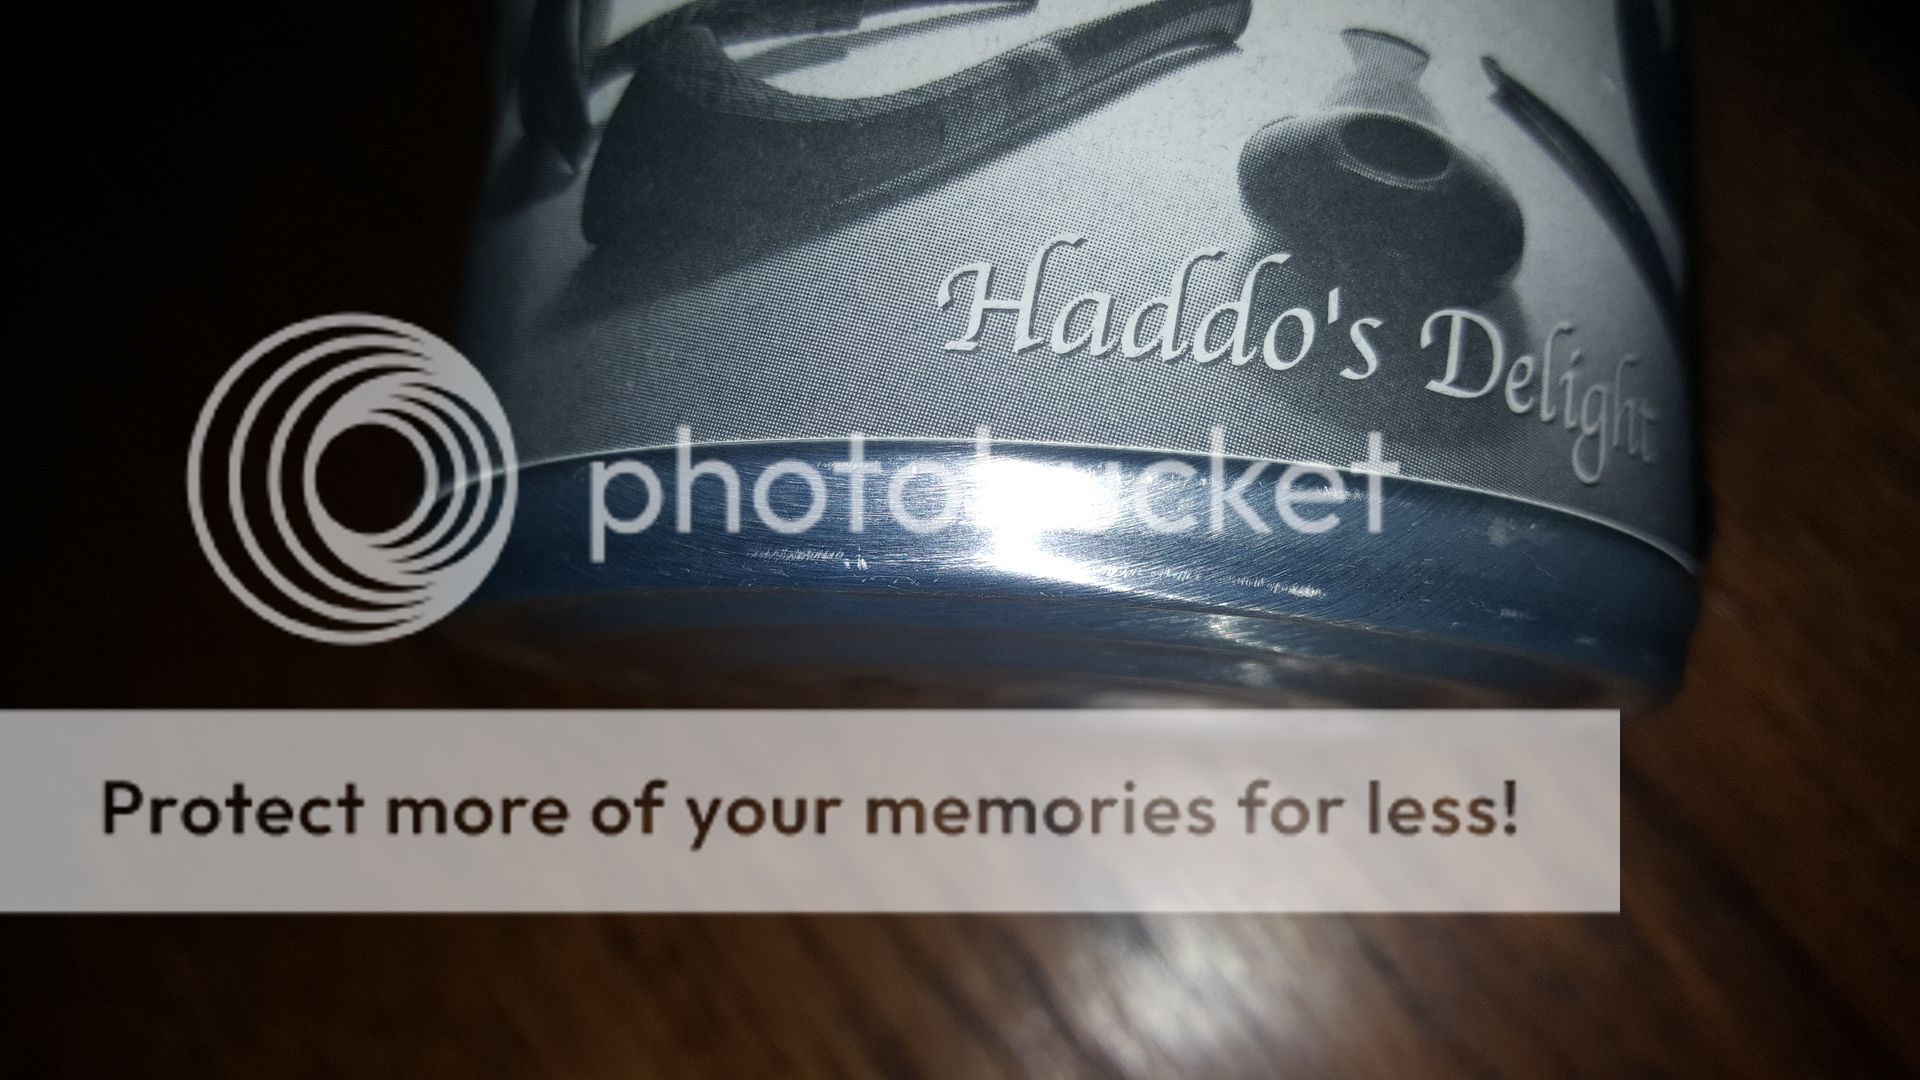 Haddo's Delight
photobucket
Protect more of your memories for less!